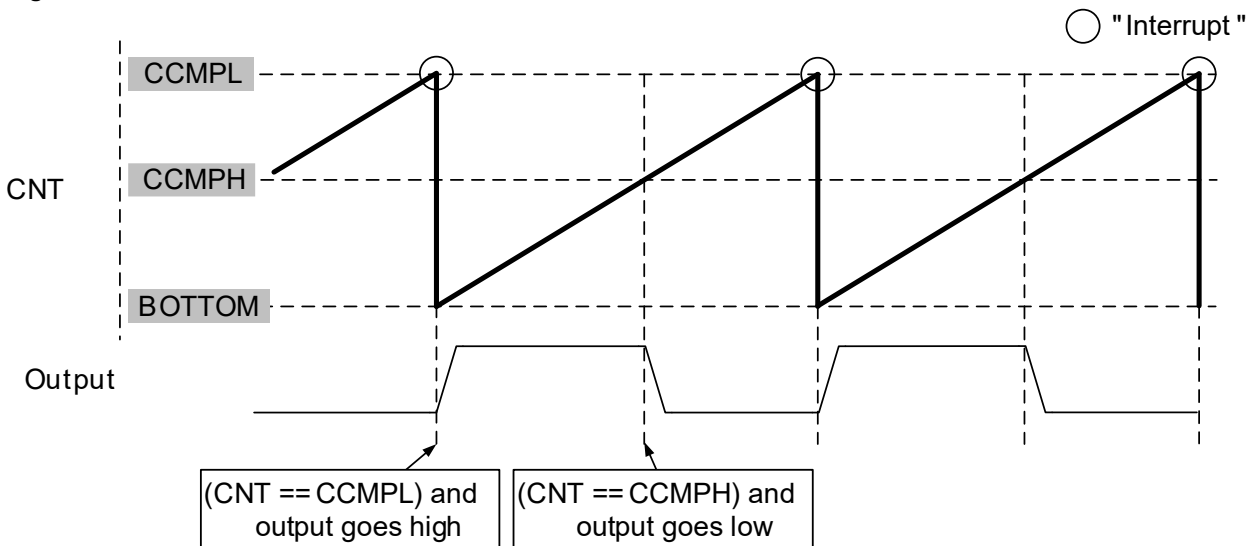 "Interrupt"
CCMPL
CCMPH
CNT
BOTTOM
Output
(CNT == CCMPL) and
output goes high
(CNT == CCMPH) and
output goes low